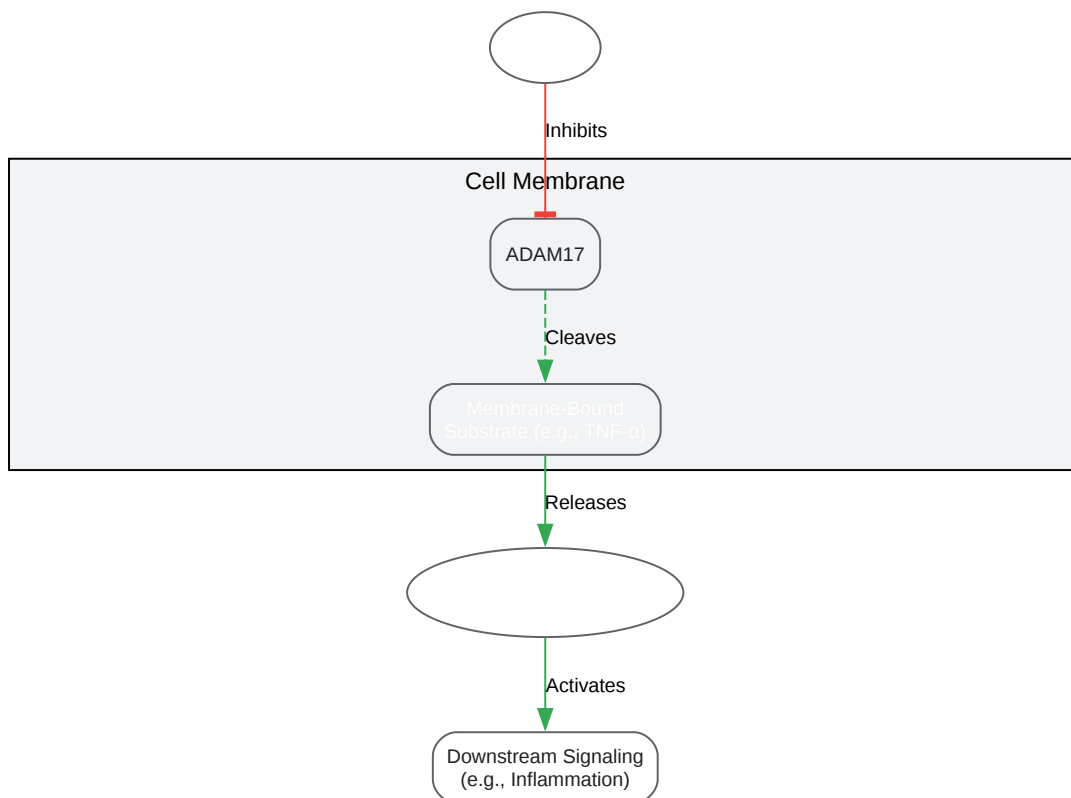 Inhibits
Cell Membrane
ADAM17
Cleaves
Membrane-Bound
Substrate (e.g., TNF-α)
Releases
Activates
Downstream Signaling
(e.g., Inflammation)